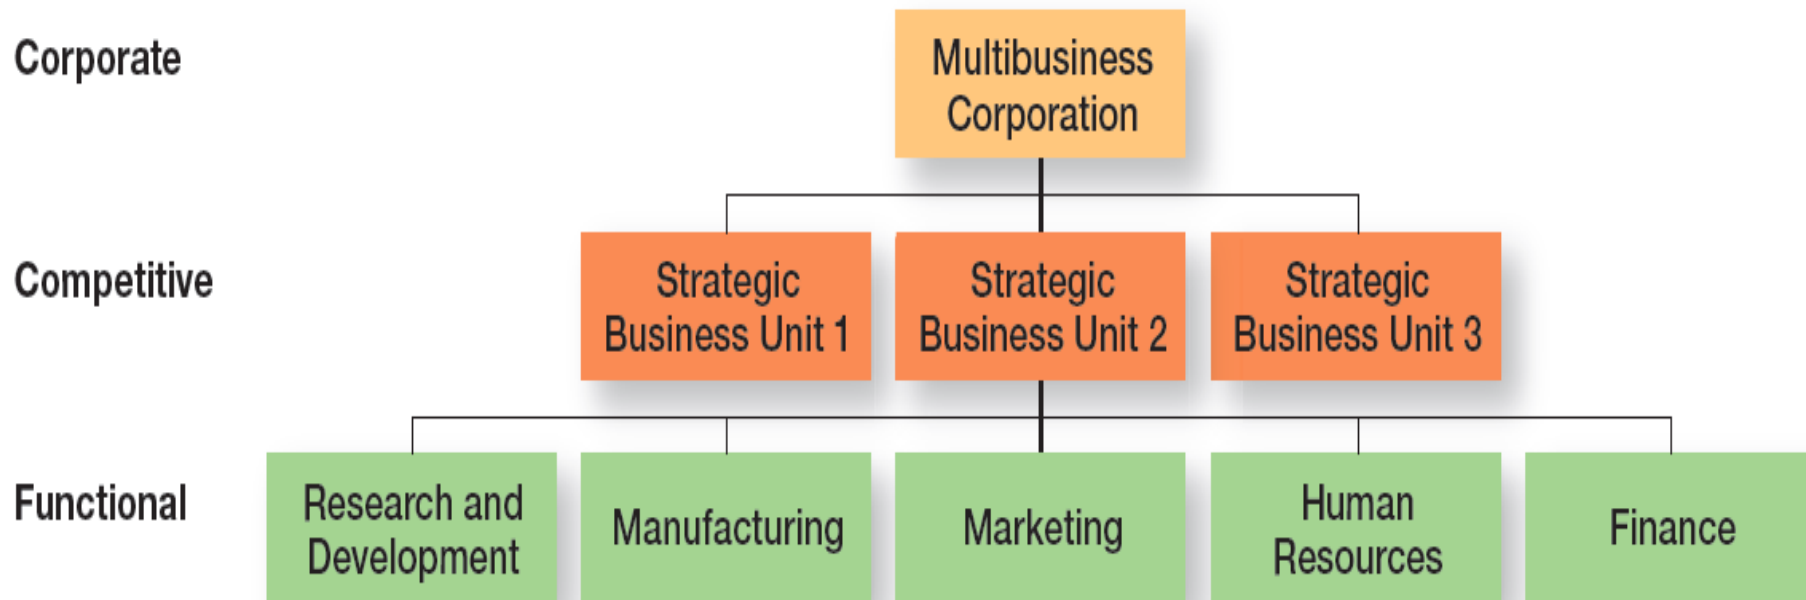 Corporate
Multibusiness
Corporation
Competitive
Strategic
Business Unit 1
Strategic
Business Unit 2
Strategic
Business Unit 3
Functional
Research and
Development
Manufacturing
Marketing
Human
Resources
Finance